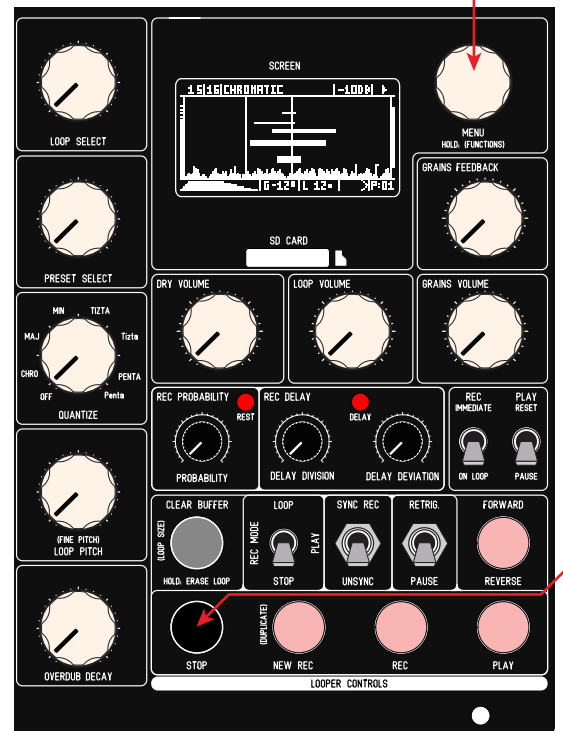 LOOP SELECT
SCREEN
15|16|CHROMATIC
|-100%|
|G-12
|L 12
P:01
SD CARD
MENU
HOLD: (FUNCTIONS)
PRESET SELECT
GRAINS FEEDBACK
DRY VOLUME
LOOP VOLUME
GRAINS VOLUME
MIN
TIZTA
MAJ
Tizta
CHRO
PENTA
OFF
Penta
QUANTIZE
REC PROBABILITY
REST
PROBABILITY
REC DELAY
DELAY
DELAY DIVISION
DELAY DEVIATION
REC
IMMEDIATE
PLAY
RESET
ON LOOP
PAUSE
(FINE PITCH)
LOOP PITCH
CLEAR BUFFER
(LOOP SIZE)
HOLD: ERASE LOOP
LOOP
REC MODE
PLAY
STOP
SYNC REC
UNSYNC
RETRIG.
PAUSE
FORWARD
REVERSE
OVERDUB DECAY
STOP
(DUPLICATE)
NEW REC
REC
PLAY
LOOPER CONTROLS